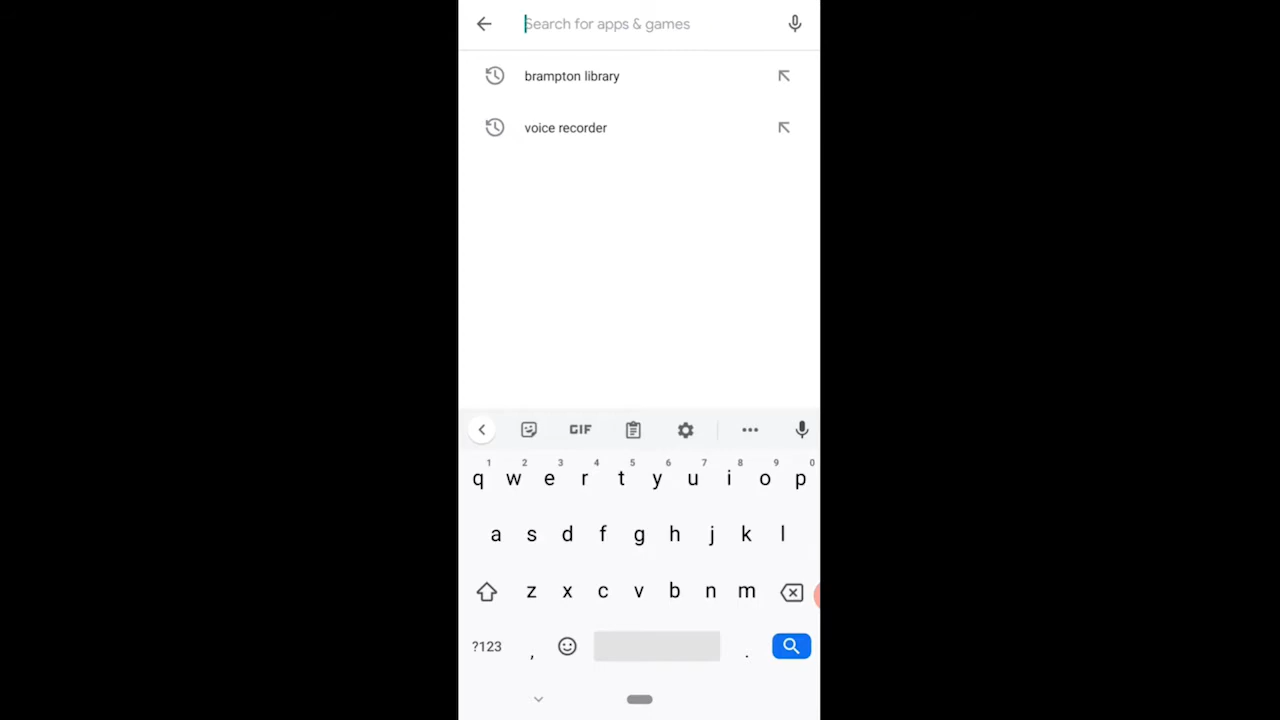 Search for apps & games
brampton library
voice recorder
GIF
1 2 3 4 5 6 7 8 9 0
q w e r t y u i o p
a s d f g h j k l
z x c v b n m
?123 , .